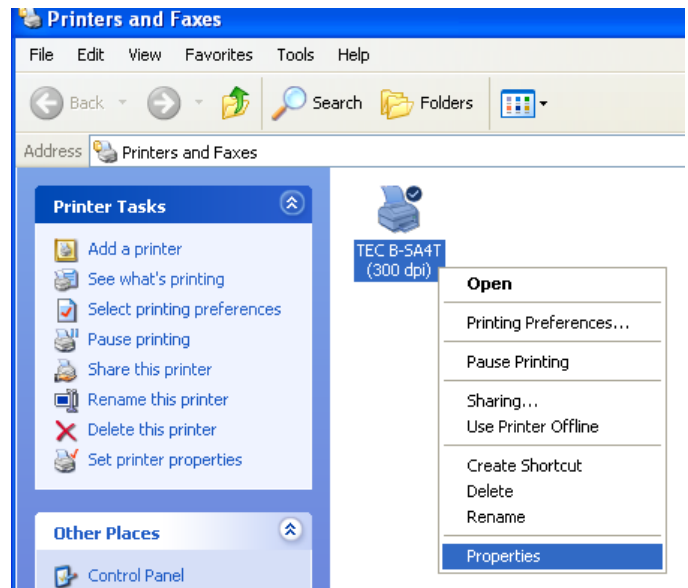 Printers and Faxes
File Edit View Favorites Tools Help
Back Search Folders
Address Printers and Faxes
Printer Tasks
Add a printer
See what's printing
Select printing preferences
Pause printing
Share this printer
Rename this printer
Delete this printer
Set printer properties
Other Places
Control Panel
TEC B-SA4T
(300 dpi)
Open
Printing Preferences...
Pause Printing
Sharing...
Use Printer Offline
Create Shortcut
Delete
Rename
Properties